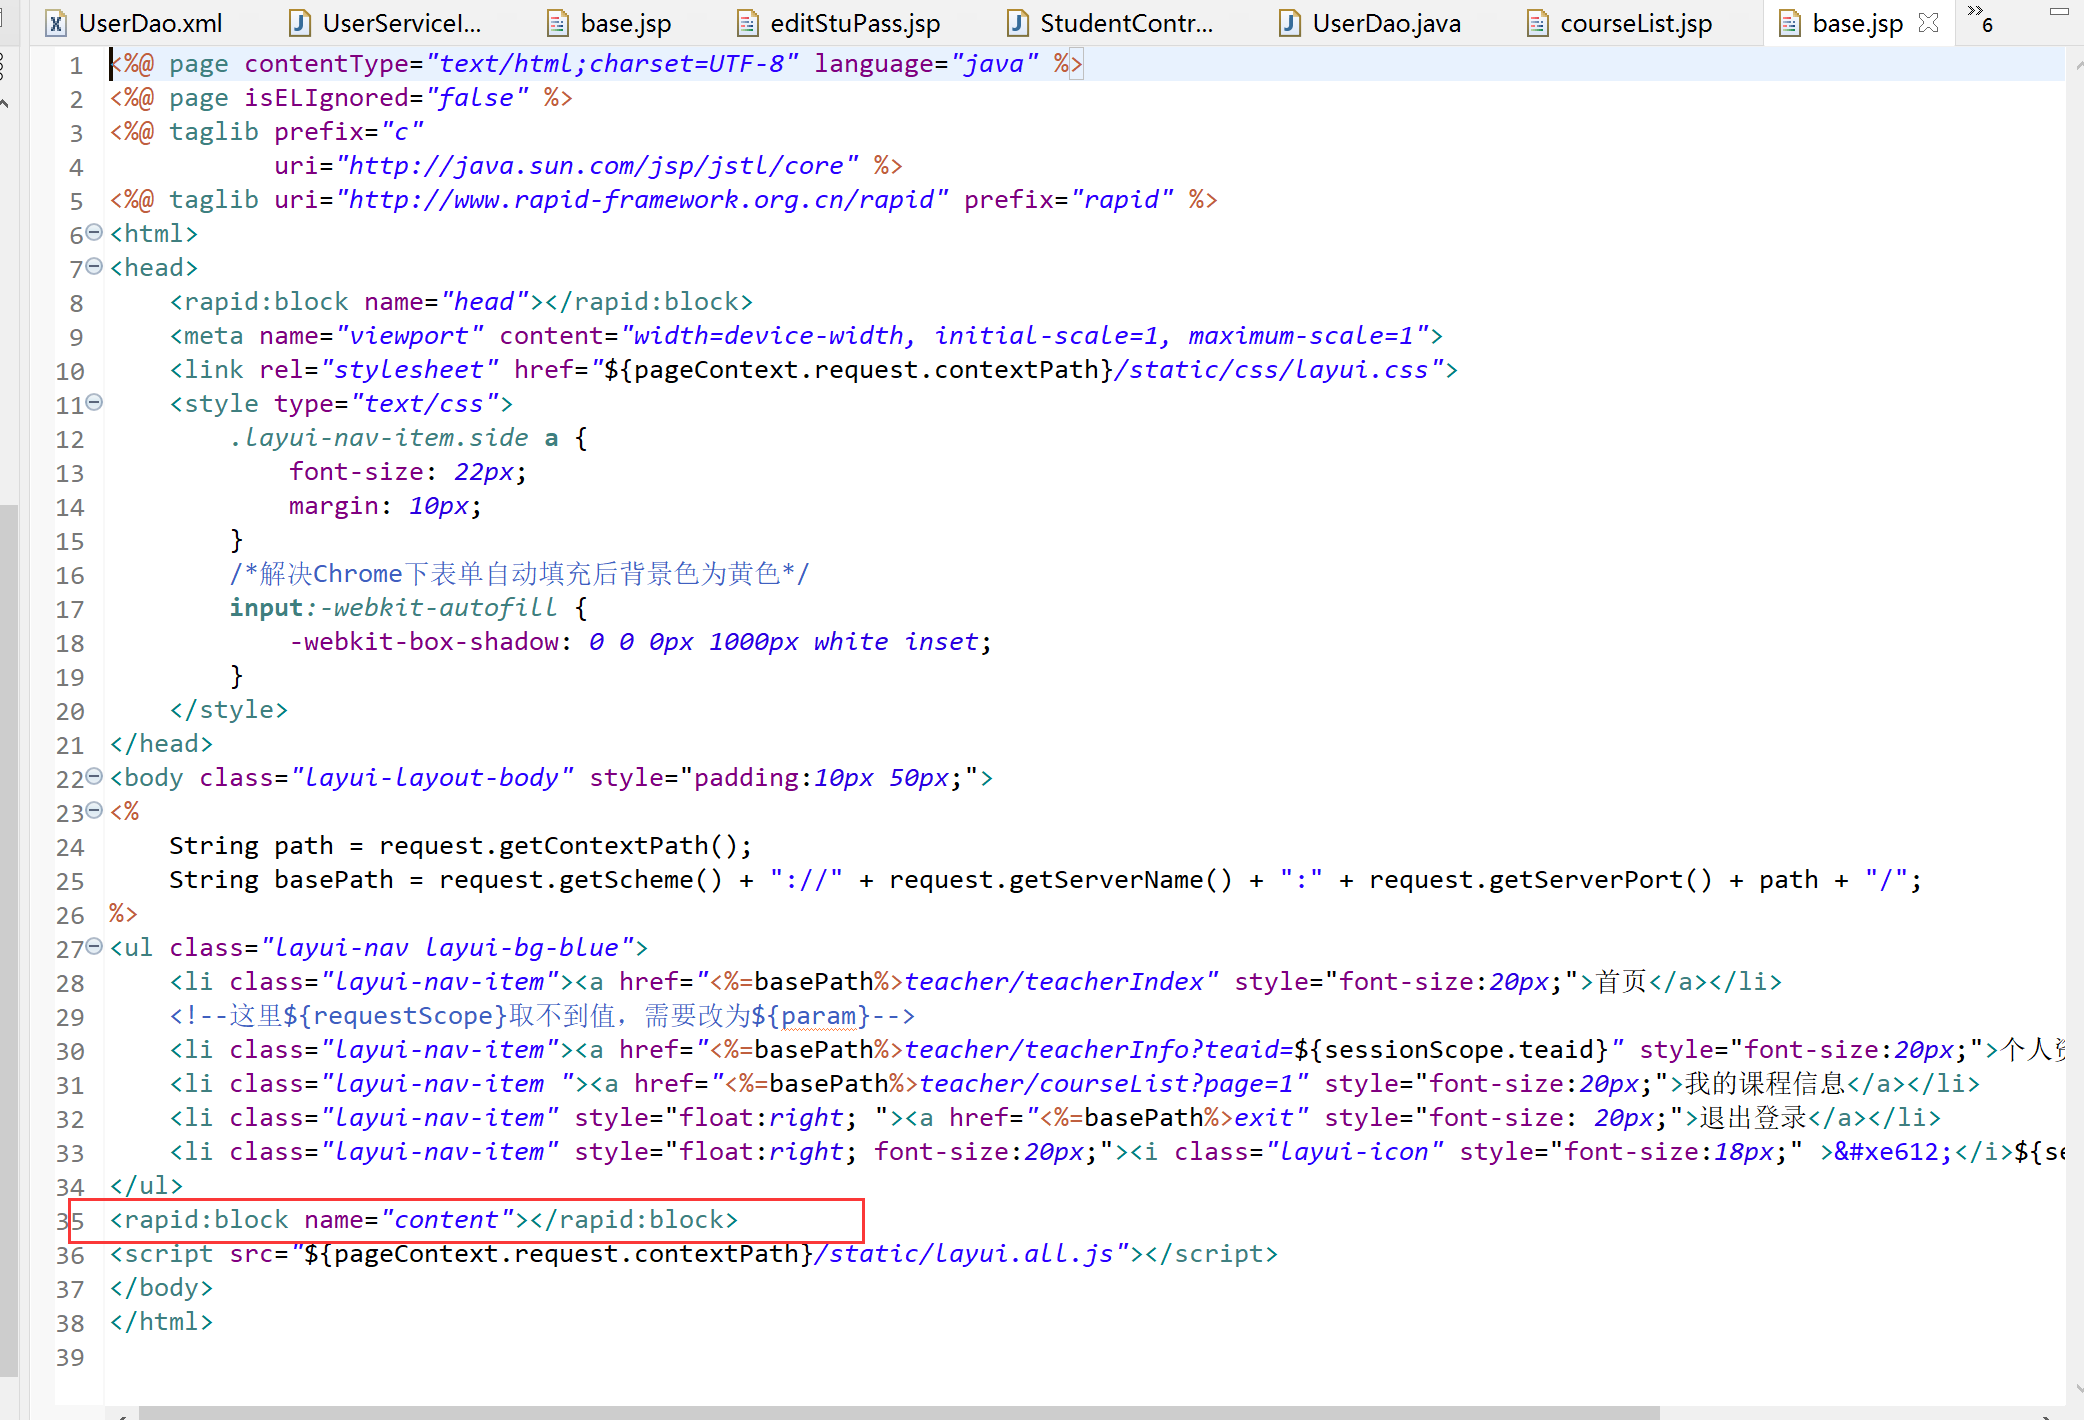 UserDao.xml UserServiceI... base.jsp editStuPass.jsp StudentContr... UserDao.java courseList.jsp base.jsp »6
1 <%@ page contentType="text/html;charset=UTF-8" language="java" %>
2 <%@ page isELIgnored="false" %>
3 <%@ taglib prefix="c"
4 uri="http://java.sun.com/jsp/jstl/core" %>
5 <%@ taglib uri="http://www.rapid-framework.org.cn/rapid" prefix="rapid" %>
6 <html>
7 <head>
8 <rapid:block name="head"></rapid:block>
9 <meta name="viewport" content="width=device-width, initial-scale=1, maximum-scale=1">
10 <link rel="stylesheet" href="${pageContext.request.contextPath}/static/css/layui.css">
11 <style type="text/css">
12 .layui-nav-item.side a {
13 font-size: 22px;
14 margin: 10px;
15 }
16 /*解决Chrome下表单自动填充后背景色为黄色*/
17 input:-webkit-autofill {
18 -webkit-box-shadow: 0 0 0px 1000px white inset;
19 }
20 </style>
21 </head>
22 <body class="layui-layout-body" style="padding:10px 50px;">
23 <%
24 String path = request.getContextPath();
25 String basePath = request.getScheme() + "://" + request.getServerName() + ":" + request.getServerPort() + path + "/";
26 %>
27 <ul class="layui-nav layui-bg-blue">
28 <li class="layui-nav-item"><a href="<%=basePath%>teacher/teacherIndex" style="font-size:20px;">首页</a></li>
29 <!--这里${requestScope}取不到值，需要改为${param}-->
30 <li class="layui-nav-item"><a href="<%=basePath%>teacher/teacherInfo?teaid=${sessionScope.teaid}" style="font-size:20px;">个人
31 <li class="layui-nav-item "><a href="<%=basePath%>teacher/courseList?page=1" style="font-size:20px;">我的课程信息</a></li>
32 <li class="layui-nav-item" style="float:right; "><a href="<%=basePath%>exit" style="font-size: 20px;">退出登录</a></li>
33 <li class="layui-nav-item" style="float:right; font-size:20px;"><i class="layui-icon" style="font-size:18px;" >&#xe612;</i>${se
34 </ul>
35 <rapid:block name="content"></rapid:block>
36 <script src="${pageContext.request.contextPath}/static/layui.all.js"></script>
37 </body>
38 </html>
39